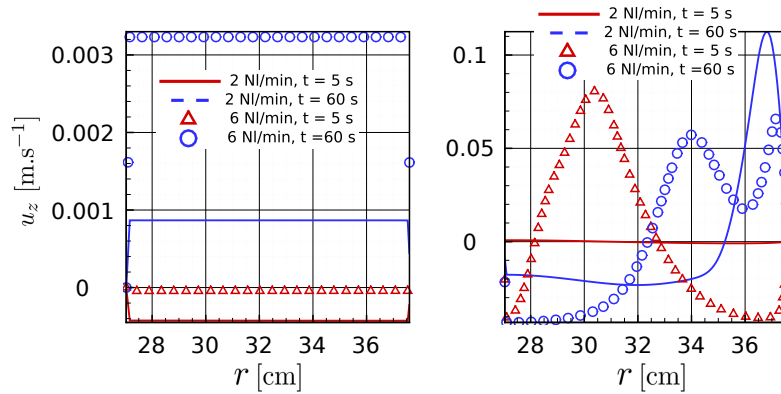 2 Nl/min, t = 5 s
2 Nl/min, t = 60 s
6 Nl/min, t = 5 s
6 Nl/min, t =60 s
0.003
0.002
0.001
0
u_z [m.s⁻¹]
28 30 32 34 36
r [cm]
2 Nl/min, t = 5 s
2 Nl/min, t = 60 s
6 Nl/min, t = 5 s
6 Nl/min, t =60 s
0.1
0.05
0
28 30 32 34 36
r [cm]